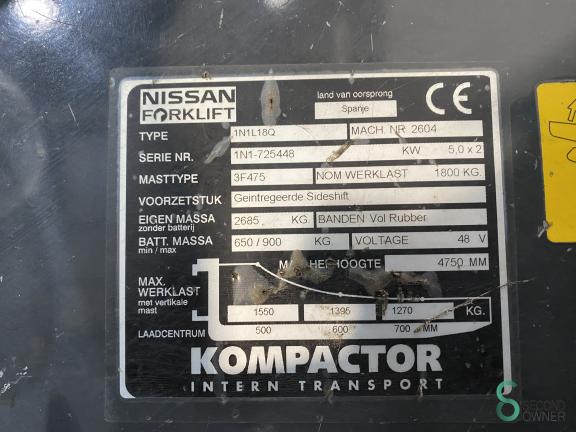 NISSAN FORKLIFT
land van oorsprong
Spanje
CE
TYPE 1N1L18Q MACH. NR. 2604
SERIE NR. 1N1-725448 KW 5,0 x 2
MASTTYPE 3F475 NOM WERKLAST 1800 KG.
VOORZETSTUK Geintregeerde Sideshift
EIGEN MASSA zonder batterij 2685 KG. BANDEN Vol Rubber
BATT. MASSA min / max 650 / 900 KG. VOLTAGE 48 V
HOOGTE 4750 MM
MAX. WERKLAST met vertikale mast 1550 1395 1270 - KG.
LAADCENTRUM 500 600 700 MM
KOMPACTOR
INTERN TRANSPORT
SECOND OWNER